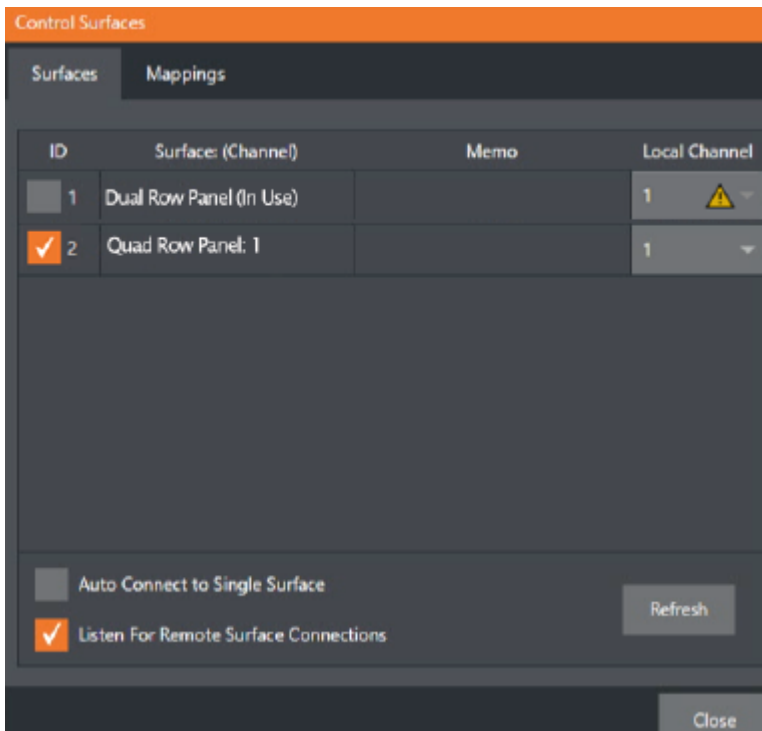 Control Surfaces
Surfaces Mappings
ID Surface: (Channel) Memo Local Channel
1 Dual Row Panel (In Use) 1
2 Quad Row Panel: 1 1
Auto Connect to Single Surface
Refresh
Listen For Remote Surface Connections
Close